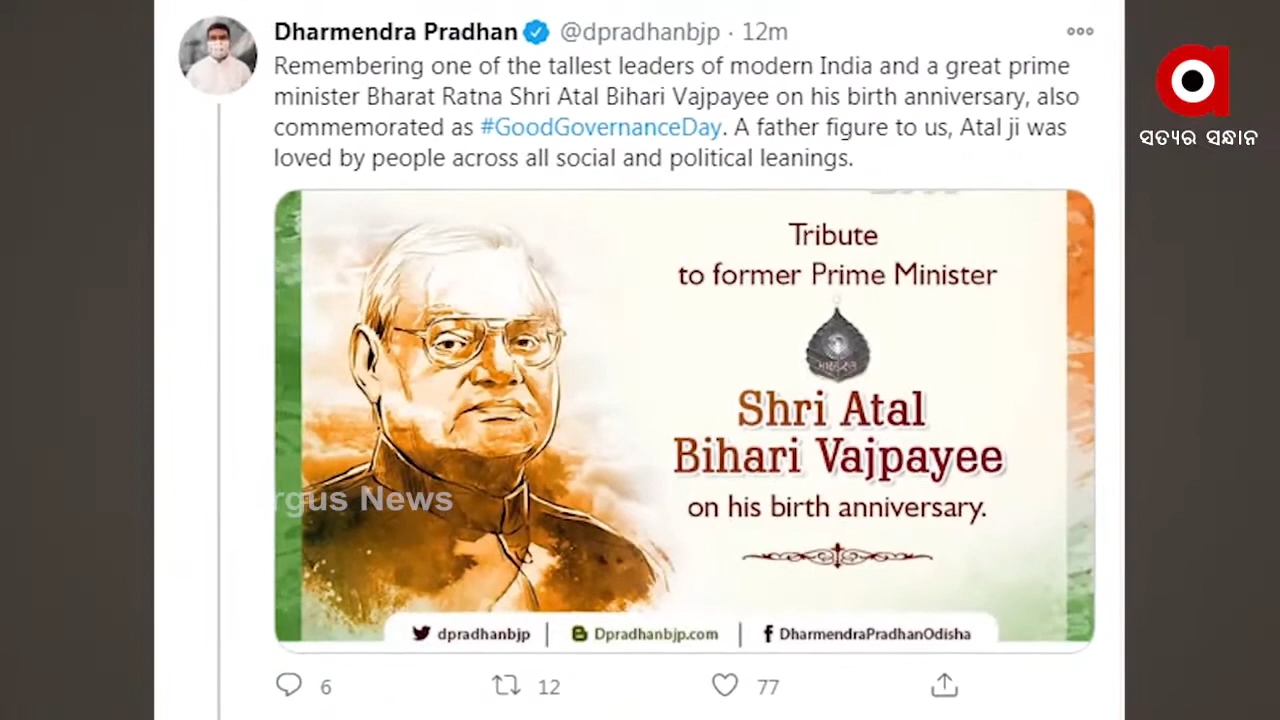 Dharmendra Pradhan @dpradhanbjp · 12m
Remembering one of the tallest leaders of modern India and a great prime
minister Bharat Ratna Shri Atal Bihari Vajpayee on his birth anniversary, also
commemorated as #GoodGovernanceDay. A father figure to us, Atal ji was
loved by people across all social and political leanings.
ସତ୍ୟର ସନ୍ଧାନ
Tribute
to former Prime Minister
Shri Atal
Bihari Vajpayee
on his birth anniversary.
rgus News
dpradhanbjp | Dpradhanbjp.com | DharmendraPradhanOdisha
6 12 77